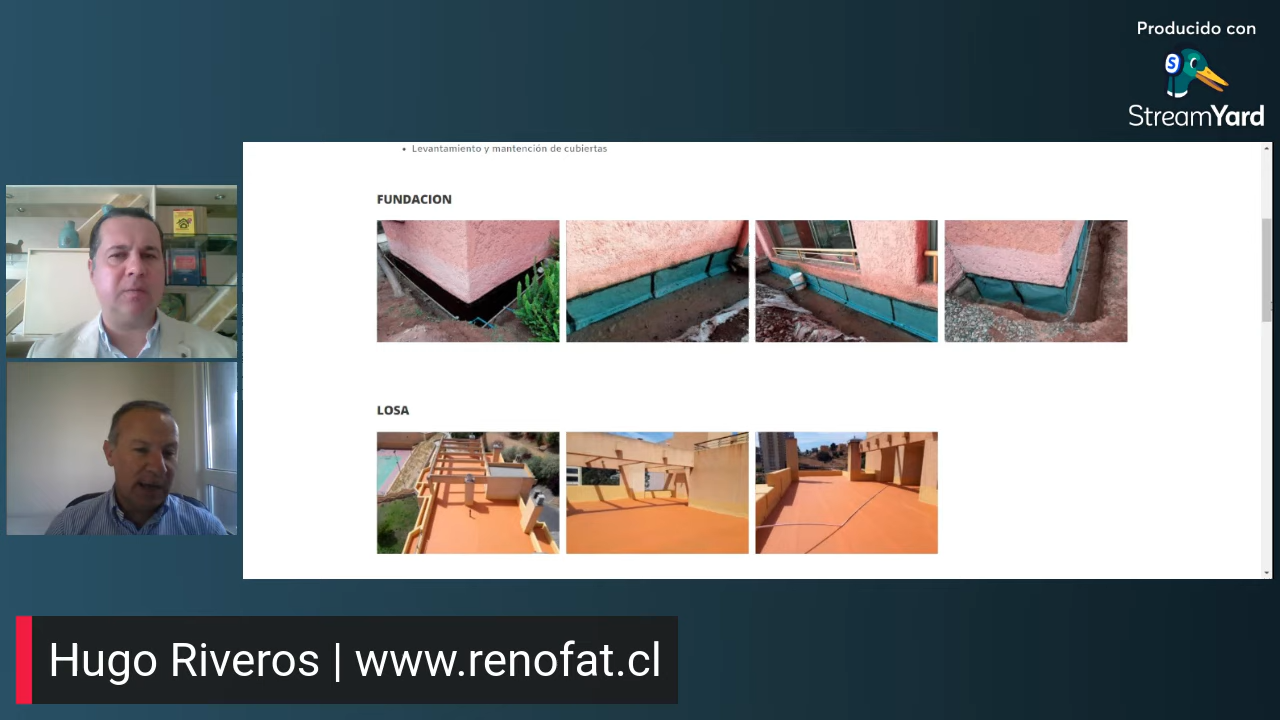 Producido con
S
StreamYard
• Levantamiento y mantención de cubiertas
FUNDACION
LOSA
Hugo Riveros | www.renofat.cl